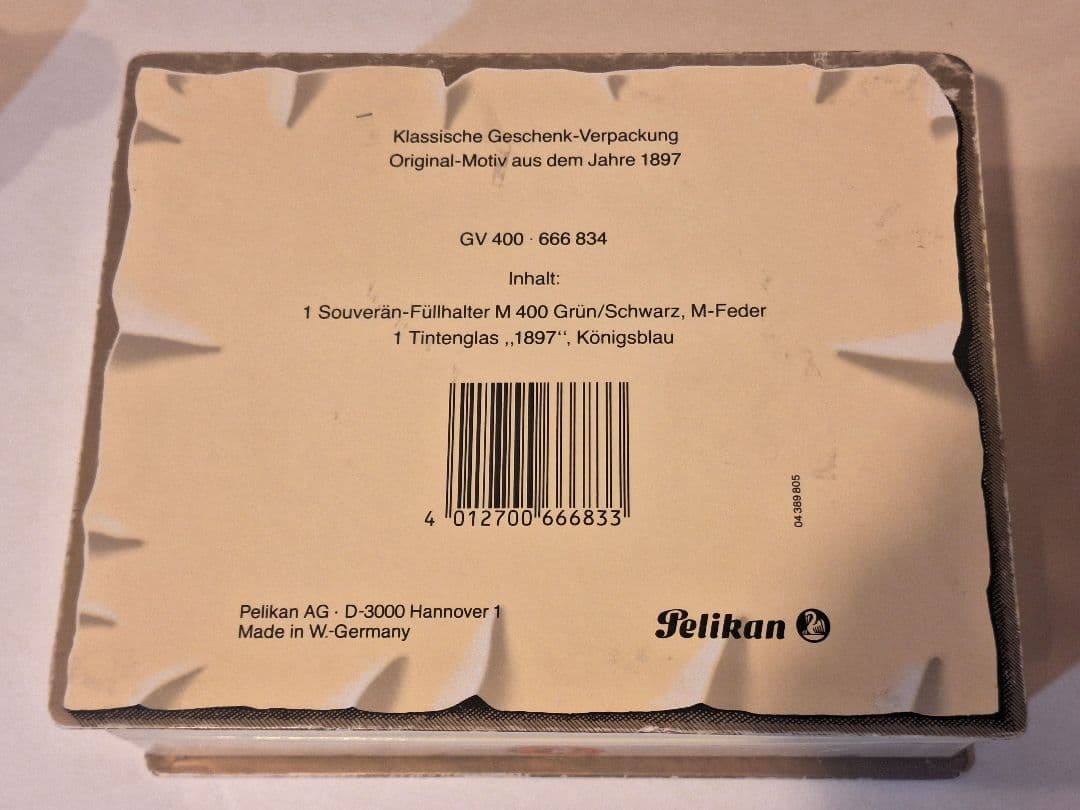 Klassische Geschenk-Verpackung
Original-Motiv aus dem Jahre 1897
GV 400 · 666 834
Inhalt:
1 Souverän-Füllhalter M 400 Grün/Schwarz, M-Feder
1 Tintenglas ,,1897‘‘, Königsblau
4 012700 666833
04 389 805
Pelikan AG · D-3000 Hannover 1
Made in W.-Germany
Pelikan